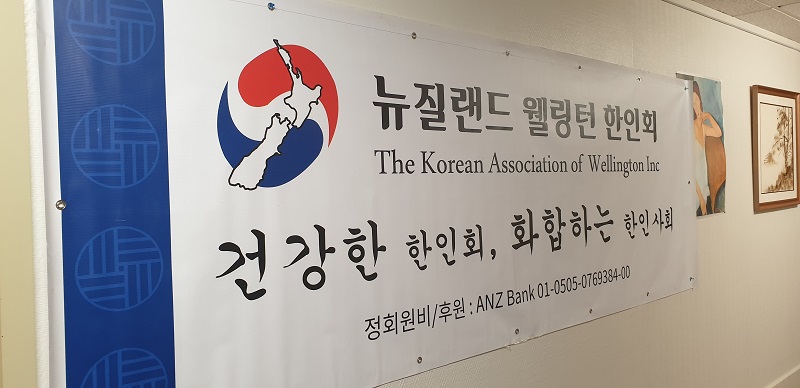 뉴질랜드 웰링턴 한인회
The Korean Association of Wellington Inc
건강한 한인회, 화합하는 한인사회
정회원비/후원 : ANZ Bank 01-0505-0769384-00